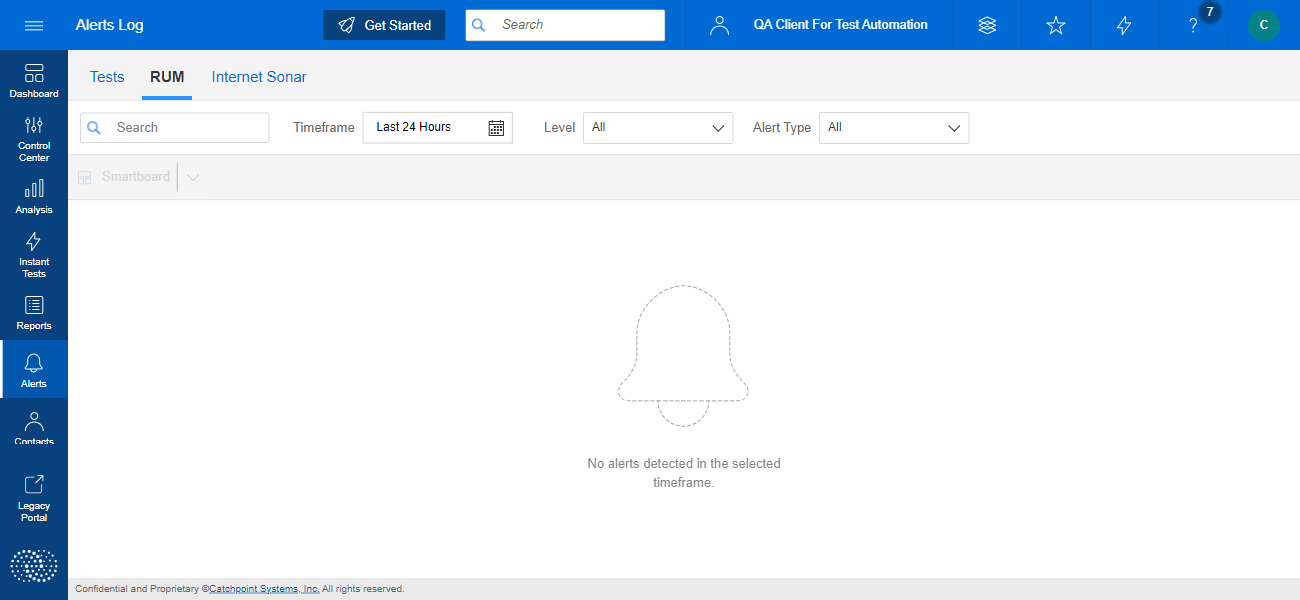 Alerts Log
Get Started
Search
QA Client For Test Automation
?
7
C
Dashboard
Control
Center
Analysis
Instant
Tests
Reports
Alerts
Contacts
Legacy
Portal
Tests RUM Internet Sonar
Search
Timeframe Last 24 Hours
Level All
Alert Type All
Smartboard
No alerts detected in the selected
timeframe.
Confidential and Proprietary ©Catchpoint Systems, Inc. All rights reserved.